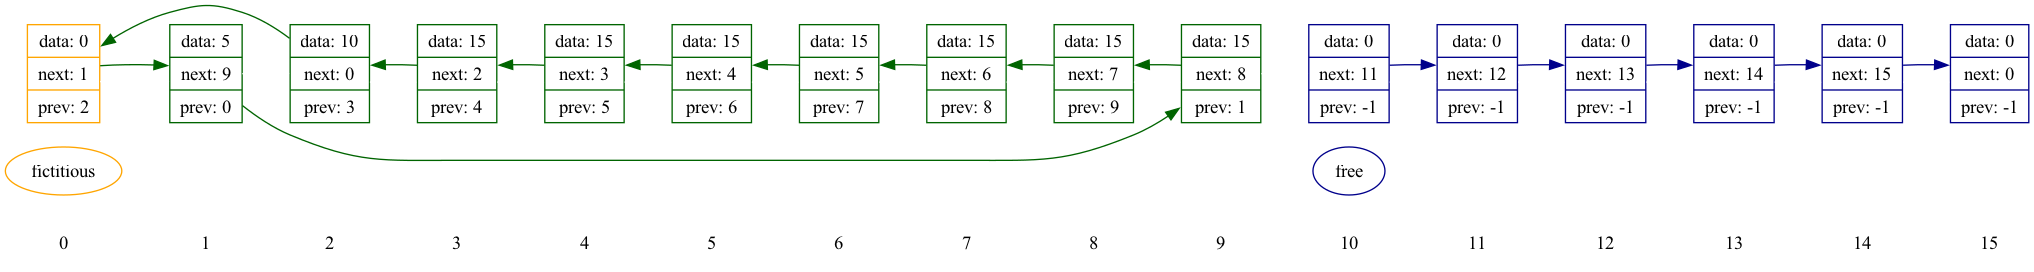 data: 0
next: 1
prev: 2
data: 5
next: 9
prev: 0
data: 10
next: 0
prev: 3
data: 15
next: 2
prev: 4
data: 15
next: 3
prev: 5
data: 15
next: 4
prev: 6
data: 15
next: 5
prev: 7
data: 15
next: 6
prev: 8
data: 15
next: 7
prev: 9
data: 15
next: 8
prev: 1
data: 0
next: 11
prev: -1
data: 0
next: 12
prev: -1
data: 0
next: 13
prev: -1
data: 0
next: 14
prev: -1
data: 0
next: 15
prev: -1
data: 0
next: 0
prev: -1
fictitious
free
0 1 2 3 4 5 6 7 8 9 10 11 12 13 14 15